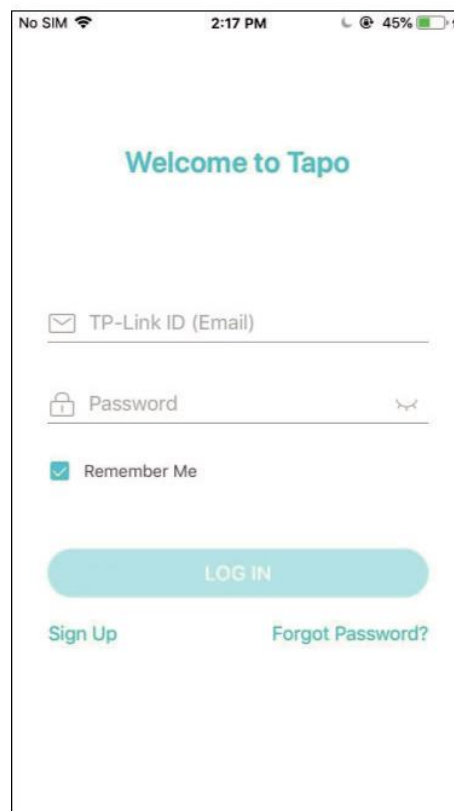 No SIM 2:17 PM 45%
Welcome to Tapo
TP-Link ID (Email)
Password
Remember Me
LOG IN
Sign Up Forgot Password?